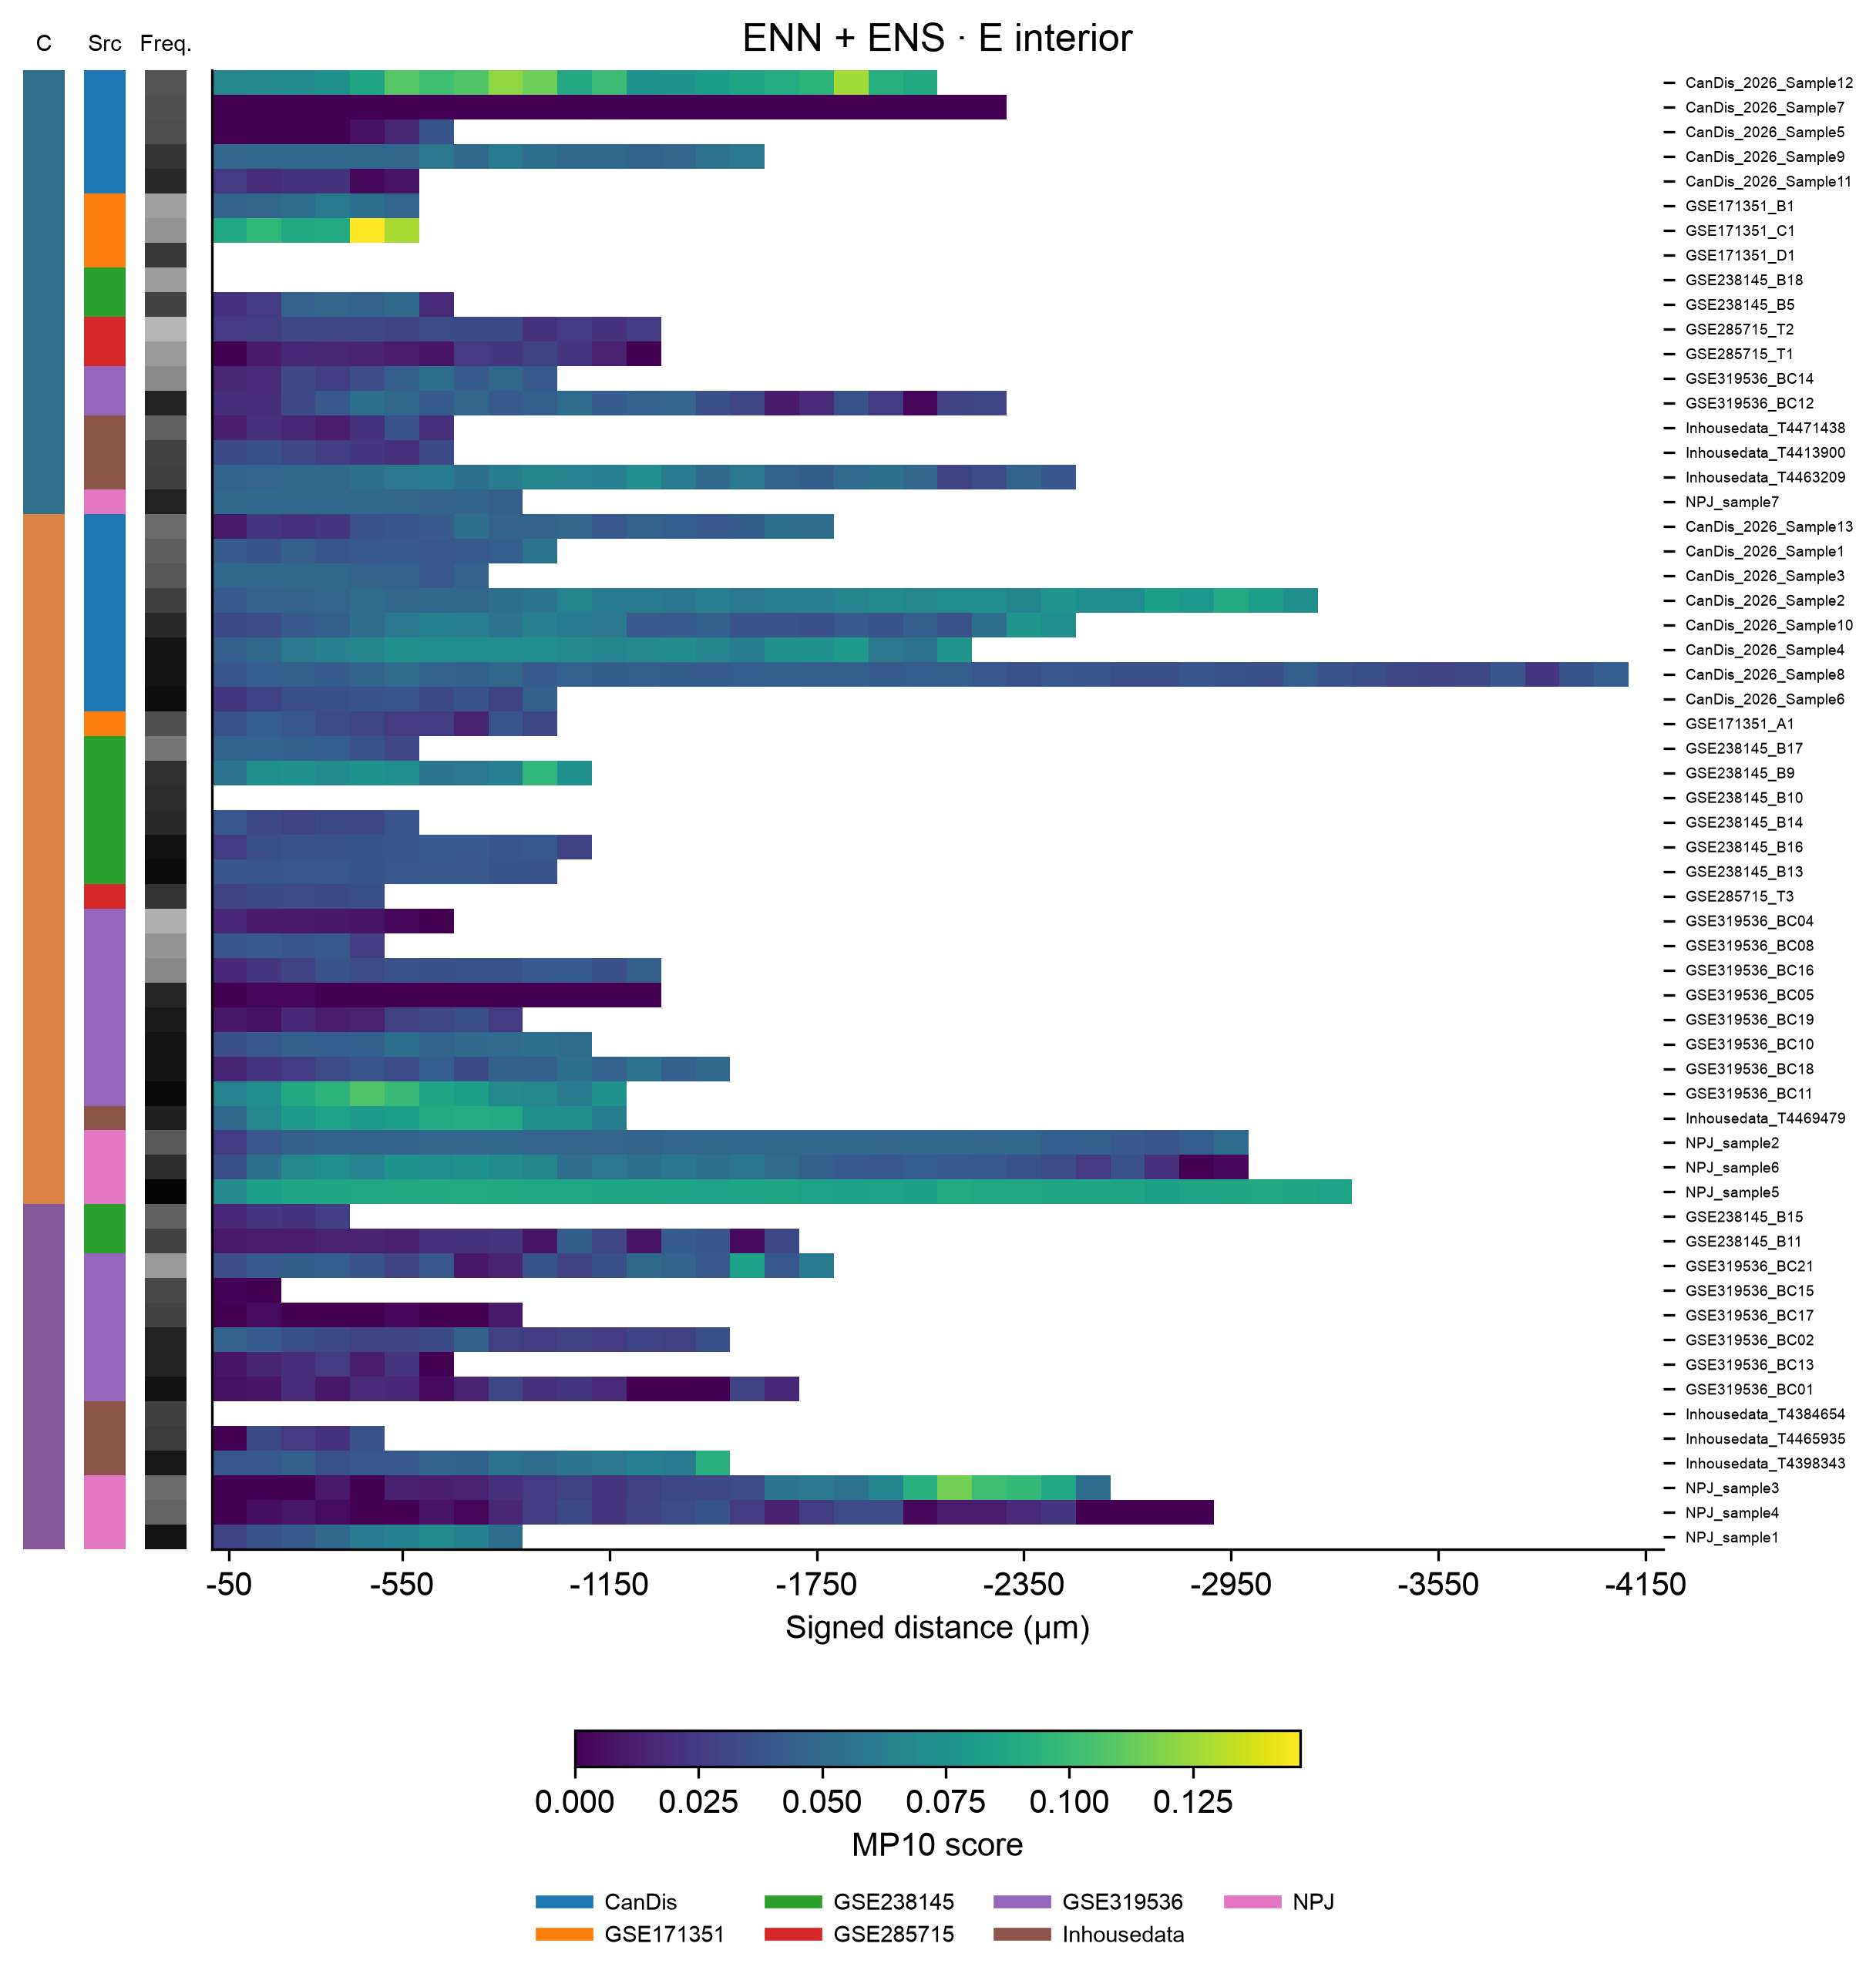 ENN + ENS · E interior
C Src Freq.
CanDis_2026_Sample12
CanDis_2026_Sample7
CanDis_2026_Sample5
CanDis_2026_Sample9
CanDis_2026_Sample11
GSE171351_B1
GSE171351_C1
GSE171351_D1
GSE238145_B18
GSE238145_B5
GSE285715_T2
GSE285715_T1
GSE319536_BC14
GSE319536_BC12
Inhousedata_T4471438
Inhousedata_T4413900
Inhousedata_T4463209
NPJ_sample7
CanDis_2026_Sample13
CanDis_2026_Sample1
CanDis_2026_Sample3
CanDis_2026_Sample2
CanDis_2026_Sample10
CanDis_2026_Sample4
CanDis_2026_Sample8
CanDis_2026_Sample6
GSE171351_A1
GSE238145_B17
GSE238145_B9
GSE238145_B10
GSE238145_B14
GSE238145_B16
GSE238145_B13
GSE285715_T3
GSE319536_BC04
GSE319536_BC08
GSE319536_BC16
GSE319536_BC05
GSE319536_BC19
GSE319536_BC10
GSE319536_BC18
GSE319536_BC11
Inhousedata_T4469479
NPJ_sample2
NPJ_sample6
NPJ_sample5
GSE238145_B15
GSE238145_B11
GSE319536_BC21
GSE319536_BC15
GSE319536_BC17
GSE319536_BC02
GSE319536_BC13
GSE319536_BC01
Inhousedata_T4384654
Inhousedata_T4465935
Inhousedata_T4398343
NPJ_sample3
NPJ_sample4
NPJ_sample1
-50 -550 -1150 -1750 -2350 -2950 -3550 -4150
Signed distance (μm)
0.000 0.025 0.050 0.075 0.100 0.125
MP10 score
CanDis GSE238145 GSE319536 NPJ
GSE171351 GSE285715 Inhousedata